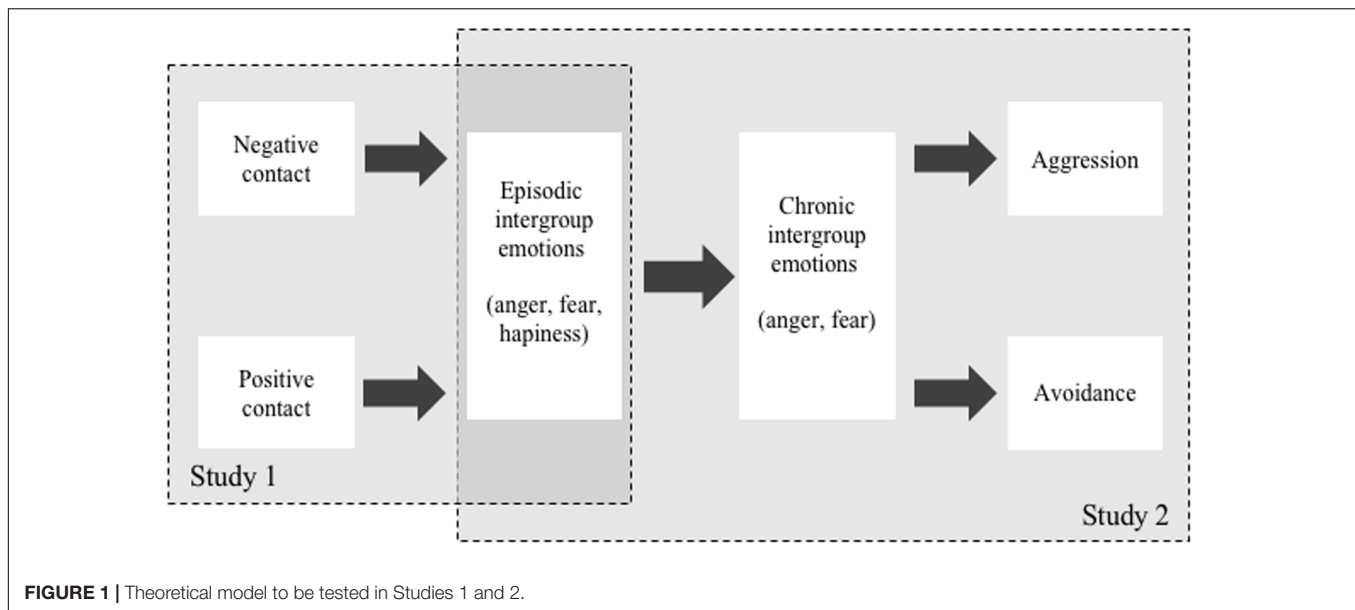 Negative
contact
Positive
contact
Study 1
Episodic
intergroup
emotions
(anger, fear,
hapiness)
Chronic
intergroup
emotions
(anger, fear)
Aggression
Avoidance
Study 2
FIGURE 1 | Theoretical model to be tested in Studies 1 and 2.